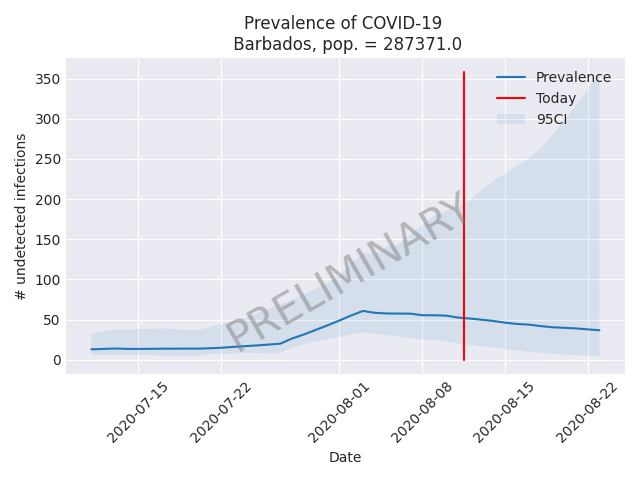 Prevalence of COVID-19
Barbados, pop. = 287371.0
350
300
250
200
150
100
50
0
# undetected infections
Prevalence
Today
95CI
PRELIMINARY
2020-07-15
2020-07-22
2020-08-01
2020-08-08
2020-08-15
2020-08-22
Date